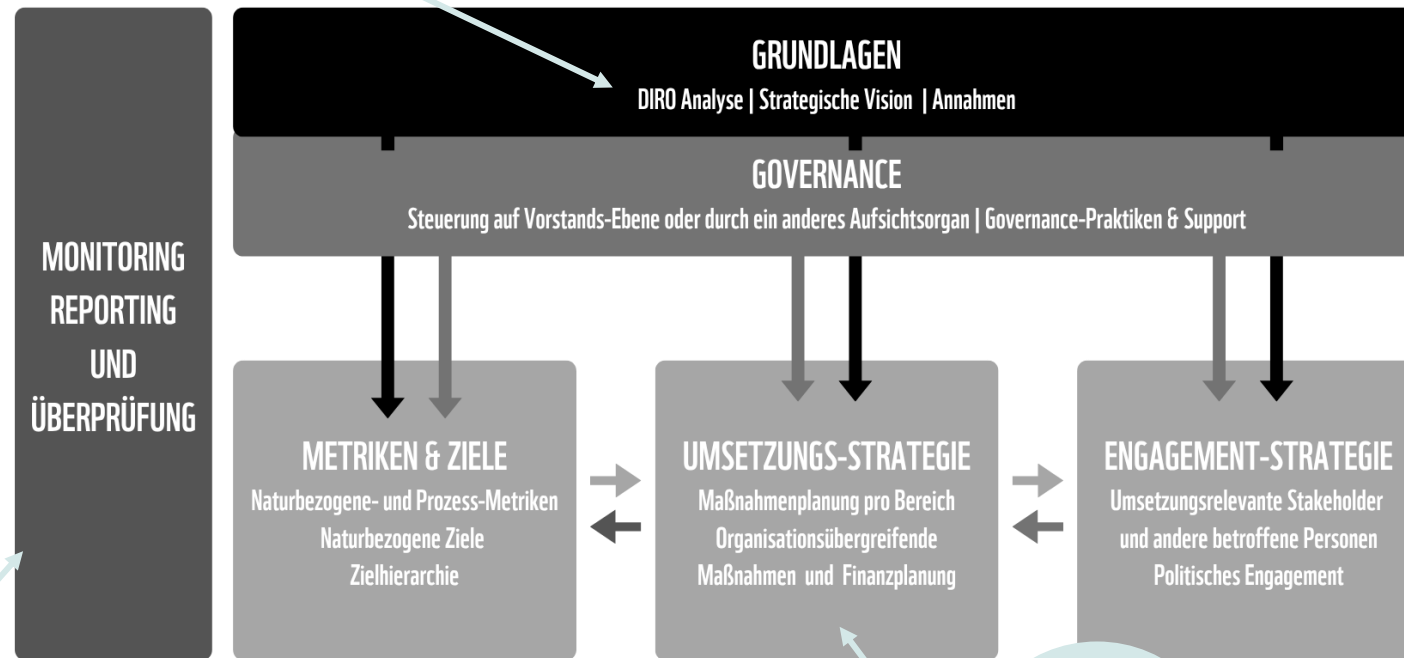 MONITORING
REPORTING
UND
ÜBERPRÜFUNG
GRUNDLAGEN
DIRO Analyse | Strategische Vision | Annahmen
GOVERNANCE
Steuerung auf Vorstands-Ebene oder durch ein anderes Aufsichtsorgan | Governance-Praktiken & Support
METRIKEN & ZIELE
Naturbezogene- und Prozess-Metriken
Naturbezogene Ziele
Zielhierarchie
UMSETZUNGS-STRATEGIE
Maßnahmenplanung pro Bereich
Organisationsübergreifende
Maßnahmen und Finanzplanung
ENGAGEMENT-STRATEGIE
Umsetzungsrelevante Stakeholder
und andere betroffene Personen
Politisches Engagement